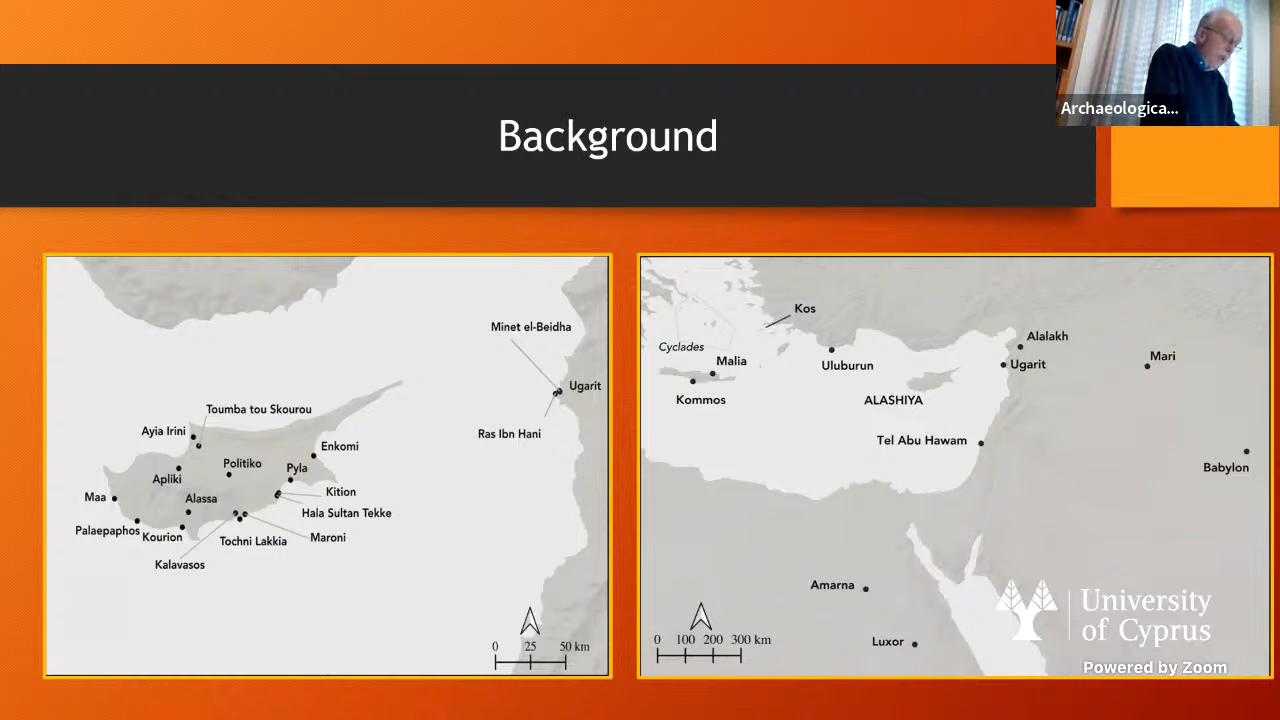 Archaeologica...
Background
Minet el-Beidha
Ugarit
Ras Ibn Hani
Toumba tou Skourou
Ayia Irini
Enkomi
Politiko
Pyla
Apliki
Kition
Maa
Alassa
Hala Sultan Tekke
Palaepaphos
Kourion
Maroni
Tochni Lakkia
Kalavasos
0 25 50 km
Kos
Cyclades
Malia
Kommos
Uluburun
Alalakh
Ugarit
Mari
ALASHIYA
Tel Abu Hawam
Babylon
Amarna
Luxor
0 100 200 300 km
University
of Cyprus
Powered by Zoom